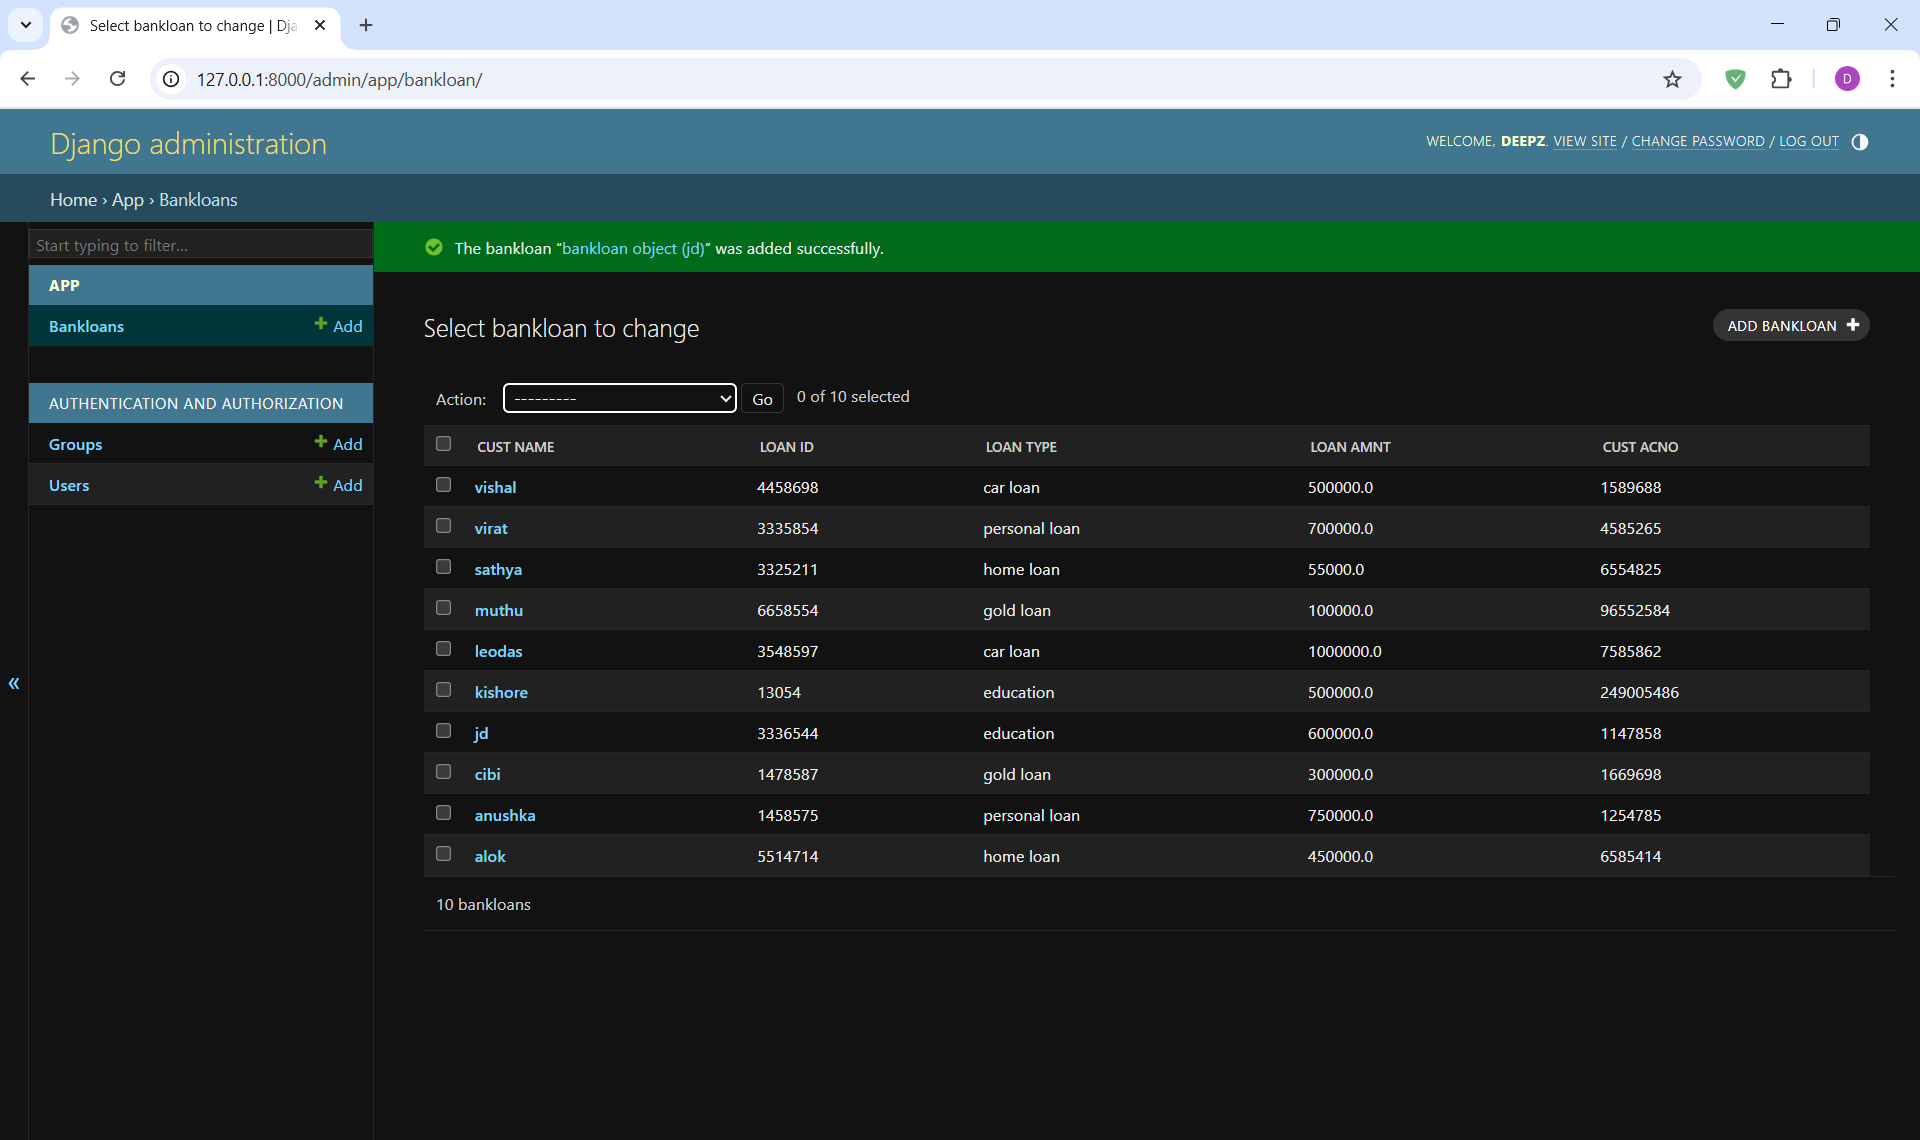 Select bankloan to change | Dja
127.0.0.1:8000/admin/app/bankloan/
D
Django administration
WELCOME, DEEPZ. VIEW SITE / CHANGE PASSWORD / LOG OUT
Home › App › Bankloans
Start typing to filter...
APP
Bankloans + Add
AUTHENTICATION AND AUTHORIZATION
Groups + Add
Users + Add
«
The bankloan “bankloan object (jd)” was added successfully.
Select bankloan to change
ADD BANKLOAN +
Action: --------- Go 0 of 10 selected
CUST NAME LOAN ID LOAN TYPE LOAN AMNT CUST ACNO
vishal 4458698 car loan 500000.0 1589688
virat 3335854 personal loan 700000.0 4585265
sathya 3325211 home loan 55000.0 6554825
muthu 6658554 gold loan 100000.0 96552584
leodas 3548597 car loan 1000000.0 7585862
kishore 13054 education 500000.0 249005486
jd 3336544 education 600000.0 1147858
cibi 1478587 gold loan 300000.0 1669698
anushka 1458575 personal loan 750000.0 1254785
alok 5514714 home loan 450000.0 6585414
10 bankloans